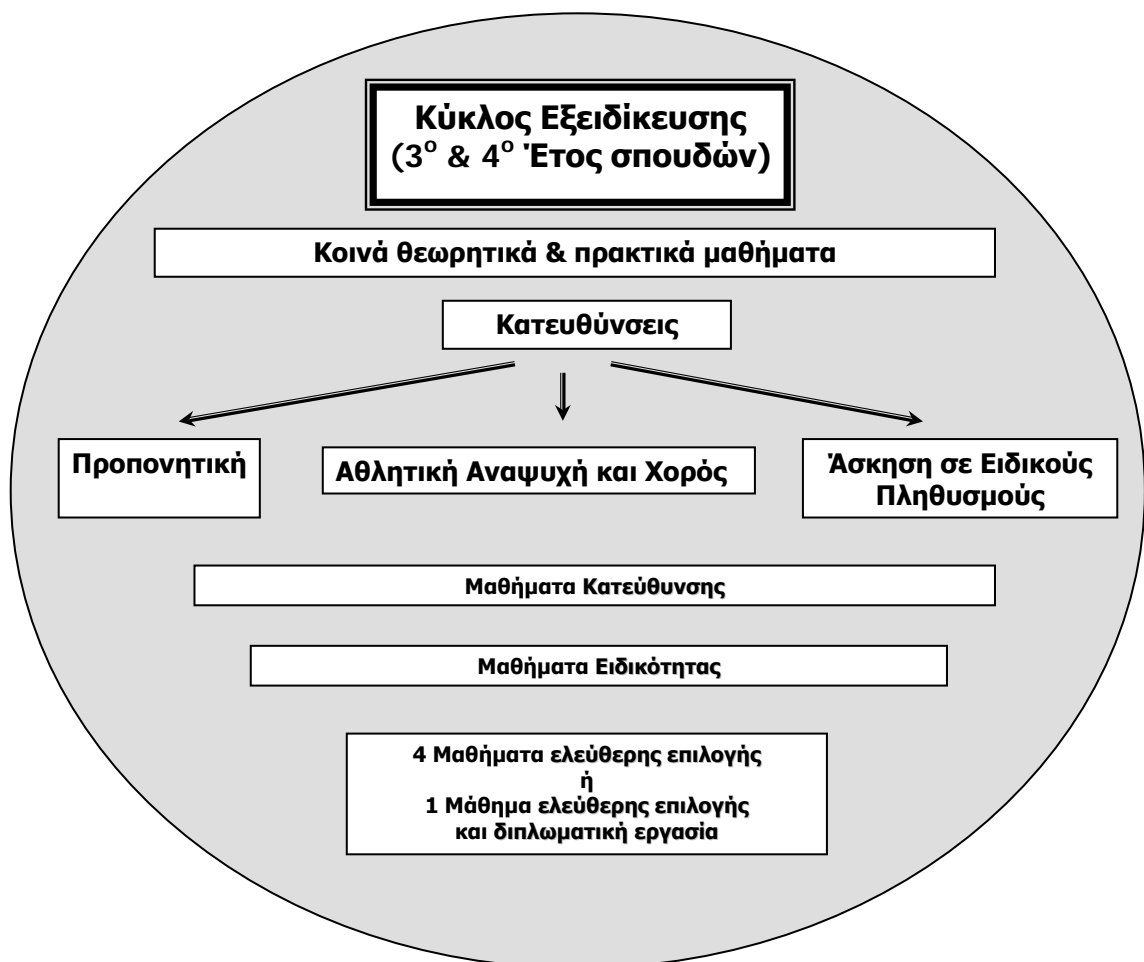 Κύκλος Εξειδίκευσης
(3ο & 4ο Έτος σπουδών)
Κοινά θεωρητικά & πρακτικά μαθήματα
Κατευθύνσεις
Προπονητική
Αθλητική Αναψυχή και Χορός
Άσκηση σε Ειδικούς
Πληθυσμούς
Μαθήματα Κατεύθυνσης
Μαθήματα Ειδικότητας
4 Μαθήματα ελεύθερης επιλογής
ή
1 Μάθημα ελεύθερης επιλογής
και διπλωματική εργασία